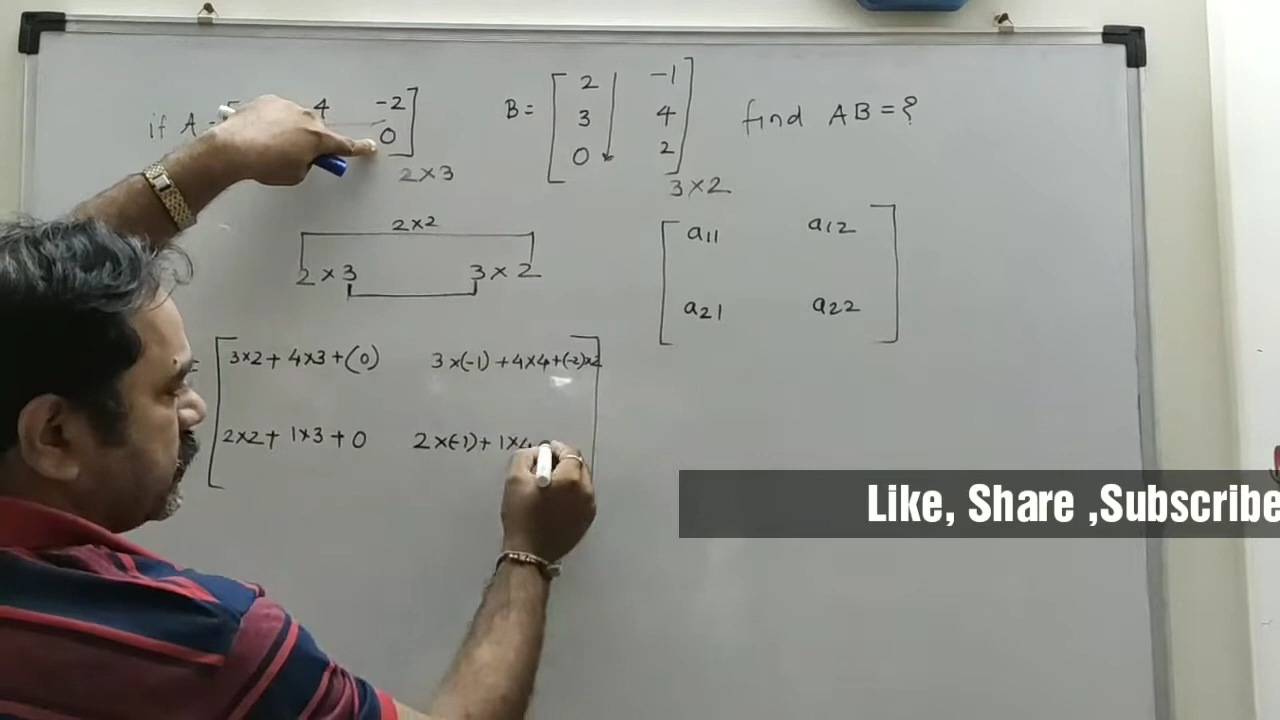 if A = 4 -2 B = 2 -1 find AB = ?
0 3 4
2×3 0 2
3×2
2×2
a11 a12
2×3 3×2
a21 a22
= 3×2+ 4×3+(0) 3×(-1)+4×4+(-2)×2
2×2+ 1×3+0 2×(-1)+ 1×4
Like, Share ,Subscribe